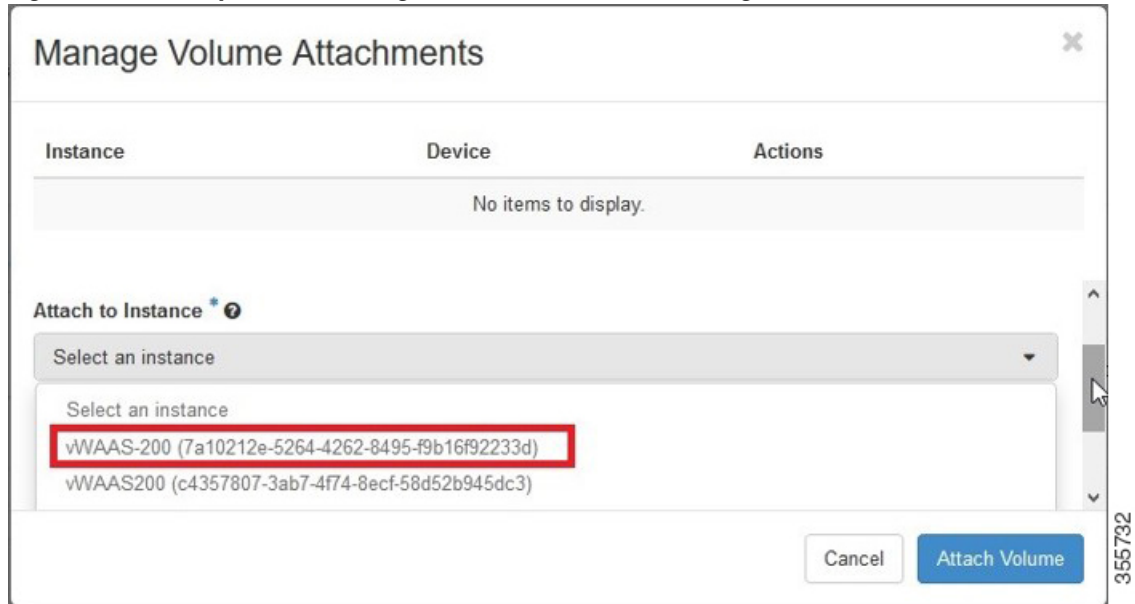 Manage Volume Attachments ×
Instance Device Actions
No items to display.
Attach to Instance *
Select an instance
Select an instance
vWAAS-200 (7a10212e-5264-4262-8495-f9b16f92233d)
vWAAS200 (c4357807-3ab7-4f74-8ecf-58d52b945dc3)
Cancel Attach Volume
355732